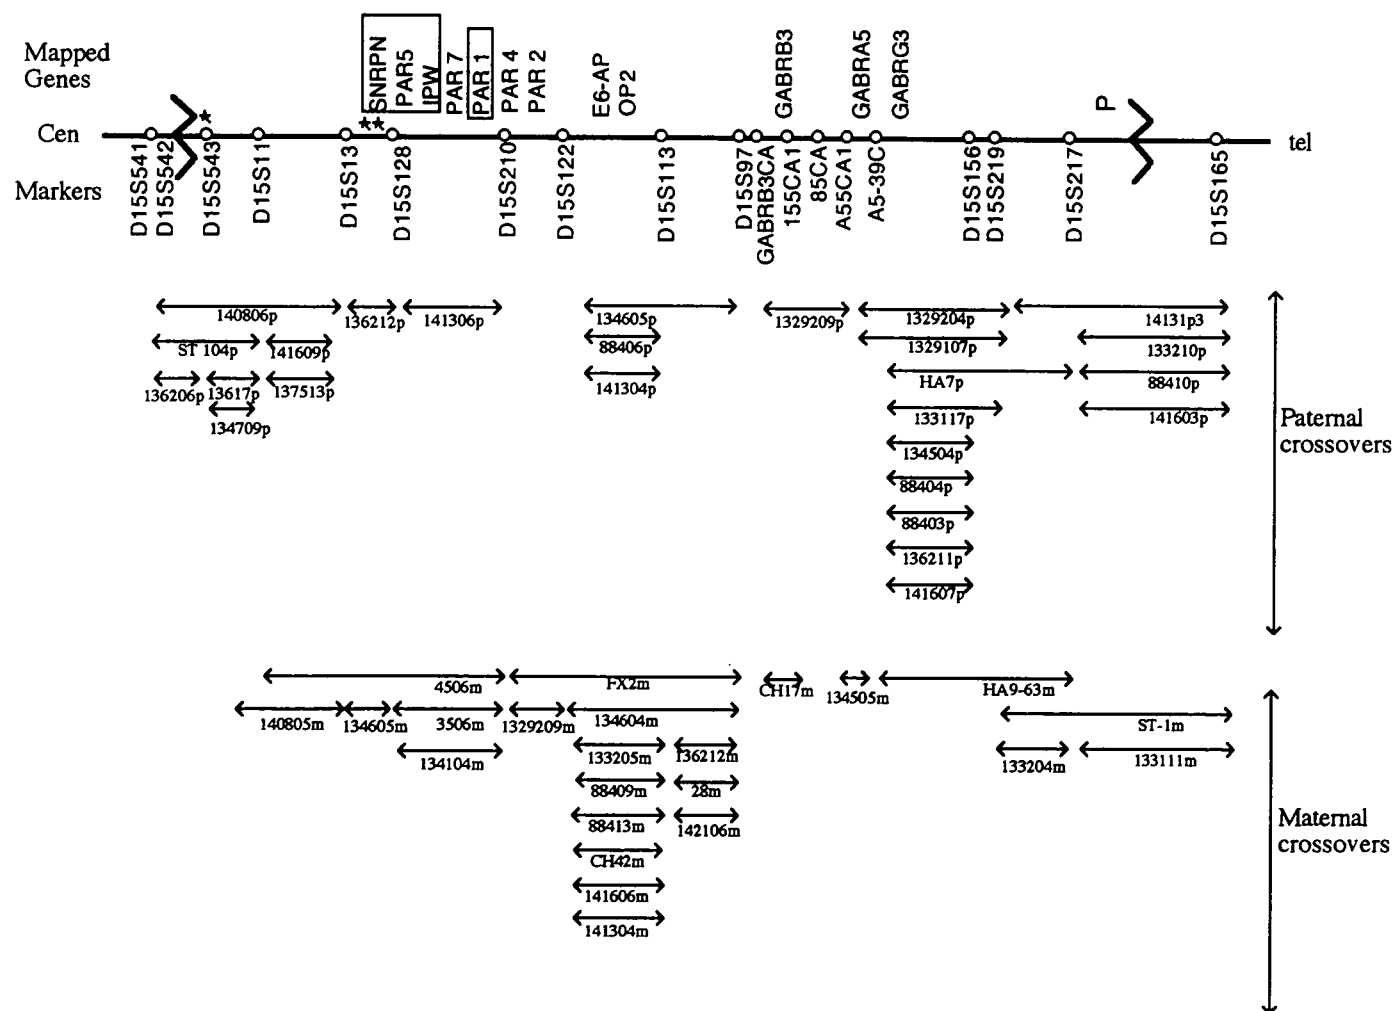 Mapped
Genes
SNRPN
PAR5
IPW
PAR 7
PAR 1
PAR 4
PAR 2
E6-AP
OP2
GABRB3
GABRA5
GABRG3
P
Cen
tel
Markers
D15S541
D15S542
D15S543
D15S11
D15S13
D15S128
D15S210
D15S122
D15S113
D15S97
GABRB3CA
155CA1
85CA
A55CA1
A5-39C
D15S156
D15S219
D15S217
D15S165
140806p
136212p
141306p
134605p
1329209p
1329204p
14131p3
ST 104p
141609p
88406p
1329107p
133210p
136206p
13617p
137513p
141304p
HA7p
88410p
134709p
133117p
141603p
Paternal
crossovers
134504p
88404p
88403p
136211p
141607p
4506m
FX2m
CH17m
134505m
HA9-63m
140805m
134605m
3506m
1329209m
134604m
ST-1m
134104m
133205m
136212m
133204m
133111m
88409m
28m
88413m
142106m
Maternal
crossovers
CH42m
141606m
141304m